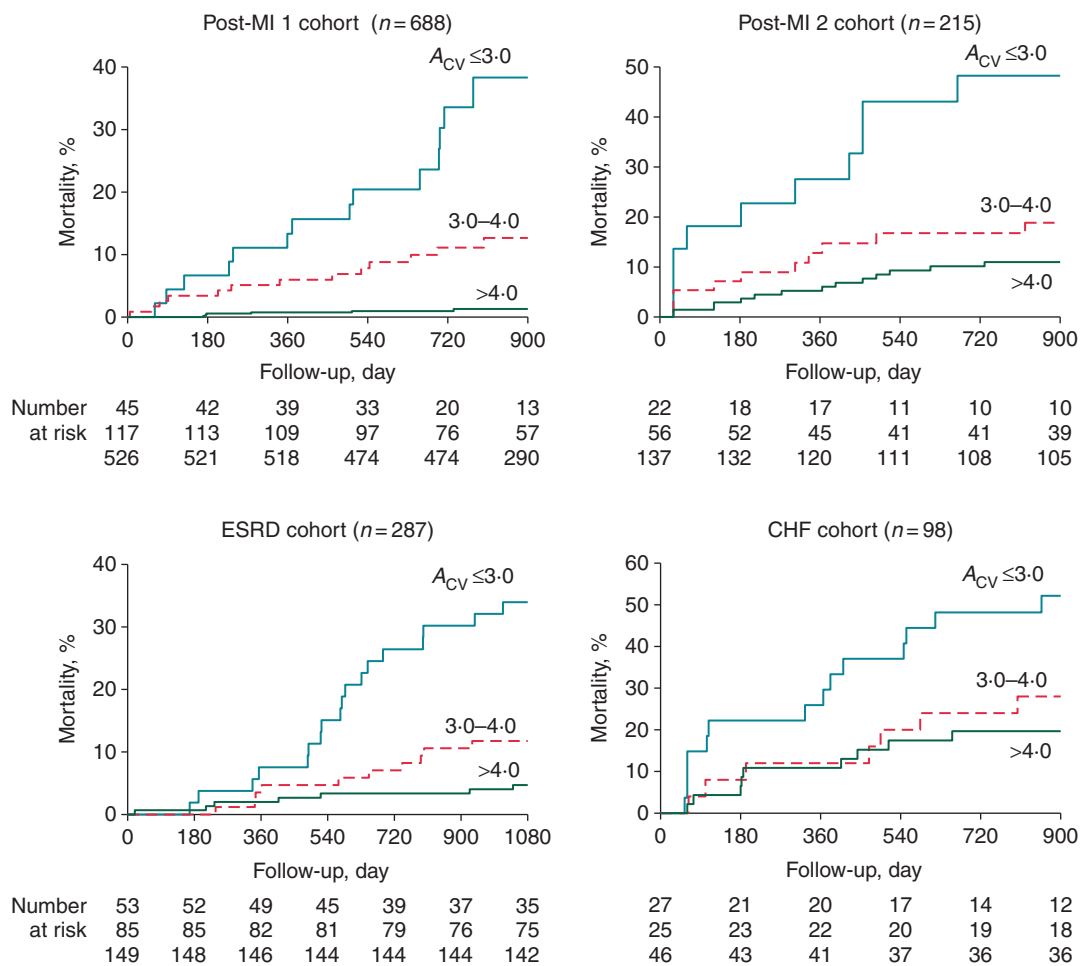 Post-MI 1 cohort (n=688)
40
30
20
10
0
Mortality, %
A_CV ≤3·0
3·0–4·0
>4·0
0 180 360 540 720 900
Follow-up, day
Number 45 42 39 33 20 13
at risk 117 113 109 97 76 57
526 521 518 474 474 290
Post-MI 2 cohort (n=215)
50
40
30
20
10
0
Mortality, %
A_CV ≤3·0
3·0–4·0
>4·0
0 180 360 540 720 900
Follow-up, day
22 18 17 11 10 10
56 52 45 41 41 39
137 132 120 111 108 105
ESRD cohort (n=287)
40
30
20
10
0
Mortality, %
A_CV ≤3·0
3·0–4·0
>4·0
0 180 360 540 720 900 1080
Follow-up, day
Number 53 52 49 45 39 37 35
at risk 85 85 82 81 79 76 75
149 148 146 144 144 144 142
CHF cohort (n=98)
60
50
40
30
20
10
0
Mortality, %
A_CV ≤3·0
3·0–4·0
>4·0
0 180 360 540 720 900
Follow-up, day
27 21 20 17 14 12
25 23 22 20 19 18
46 43 41 37 36 36